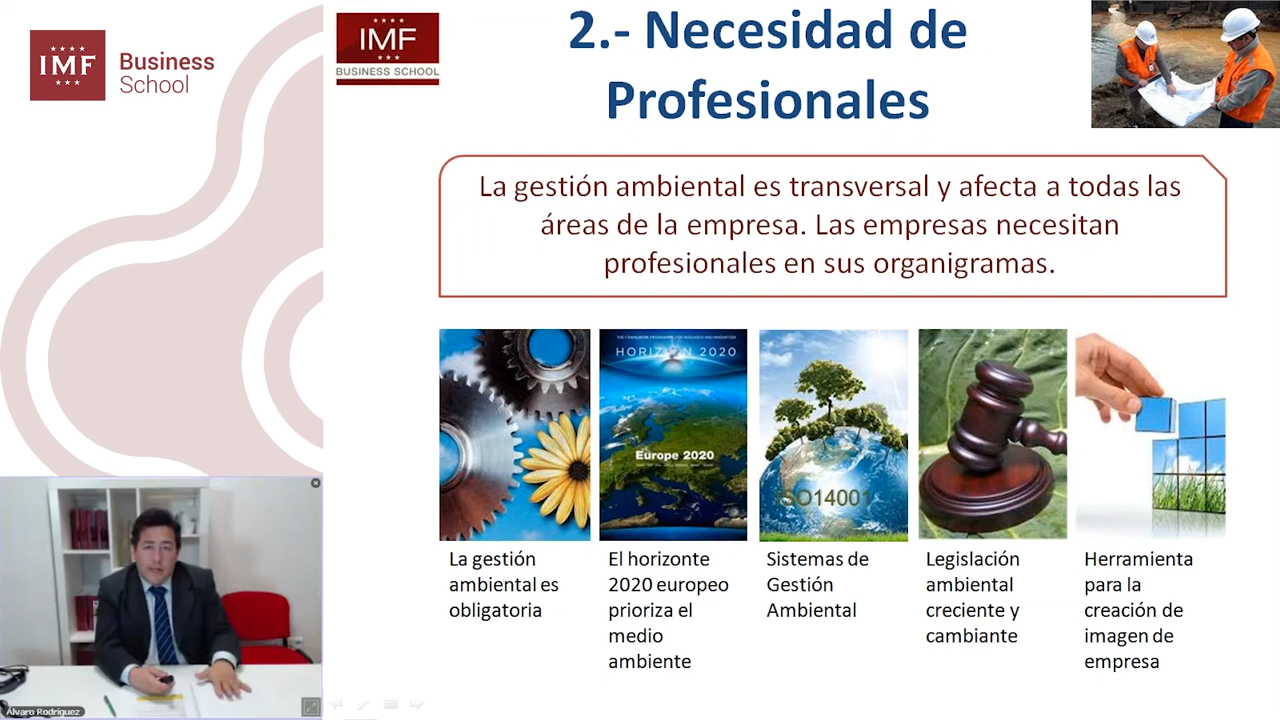 IMF
Business
School
IMF
BUSINESS SCHOOL
2.- Necesidad de
Profesionales
La gestión ambiental es transversal y afecta a todas las
áreas de la empresa. Las empresas necesitan
profesionales en sus organigramas.
THE FRAMEWORK PROGRAMME FOR RESEARCH AND INNOVATION
HORIZON 2020
Europe 2020
ISO14001
La gestión
ambiental es
obligatoria
El horizonte
2020 europeo
prioriza el
medio
ambiente
Sistemas de
Gestión
Ambiental
Legislación
ambiental
creciente y
cambiante
Herramienta
para la
creación de
imagen de
empresa
Álvaro Rodríguez